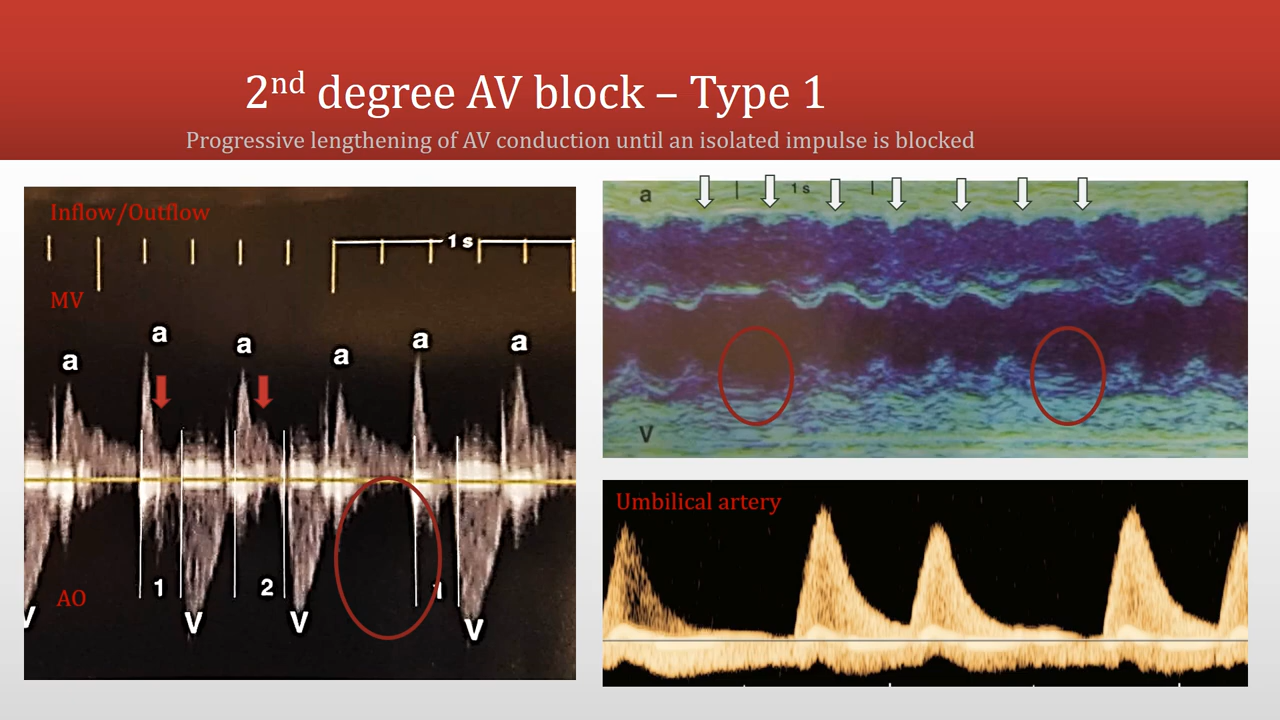 2nd degree AV block – Type 1
Progressive lengthening of AV conduction until an isolated impulse is blocked
Inflow/Outflow
1 s
MV
a a a a a a
1 2 1
AO
V V V V
a 1 s
V
Umbilical artery